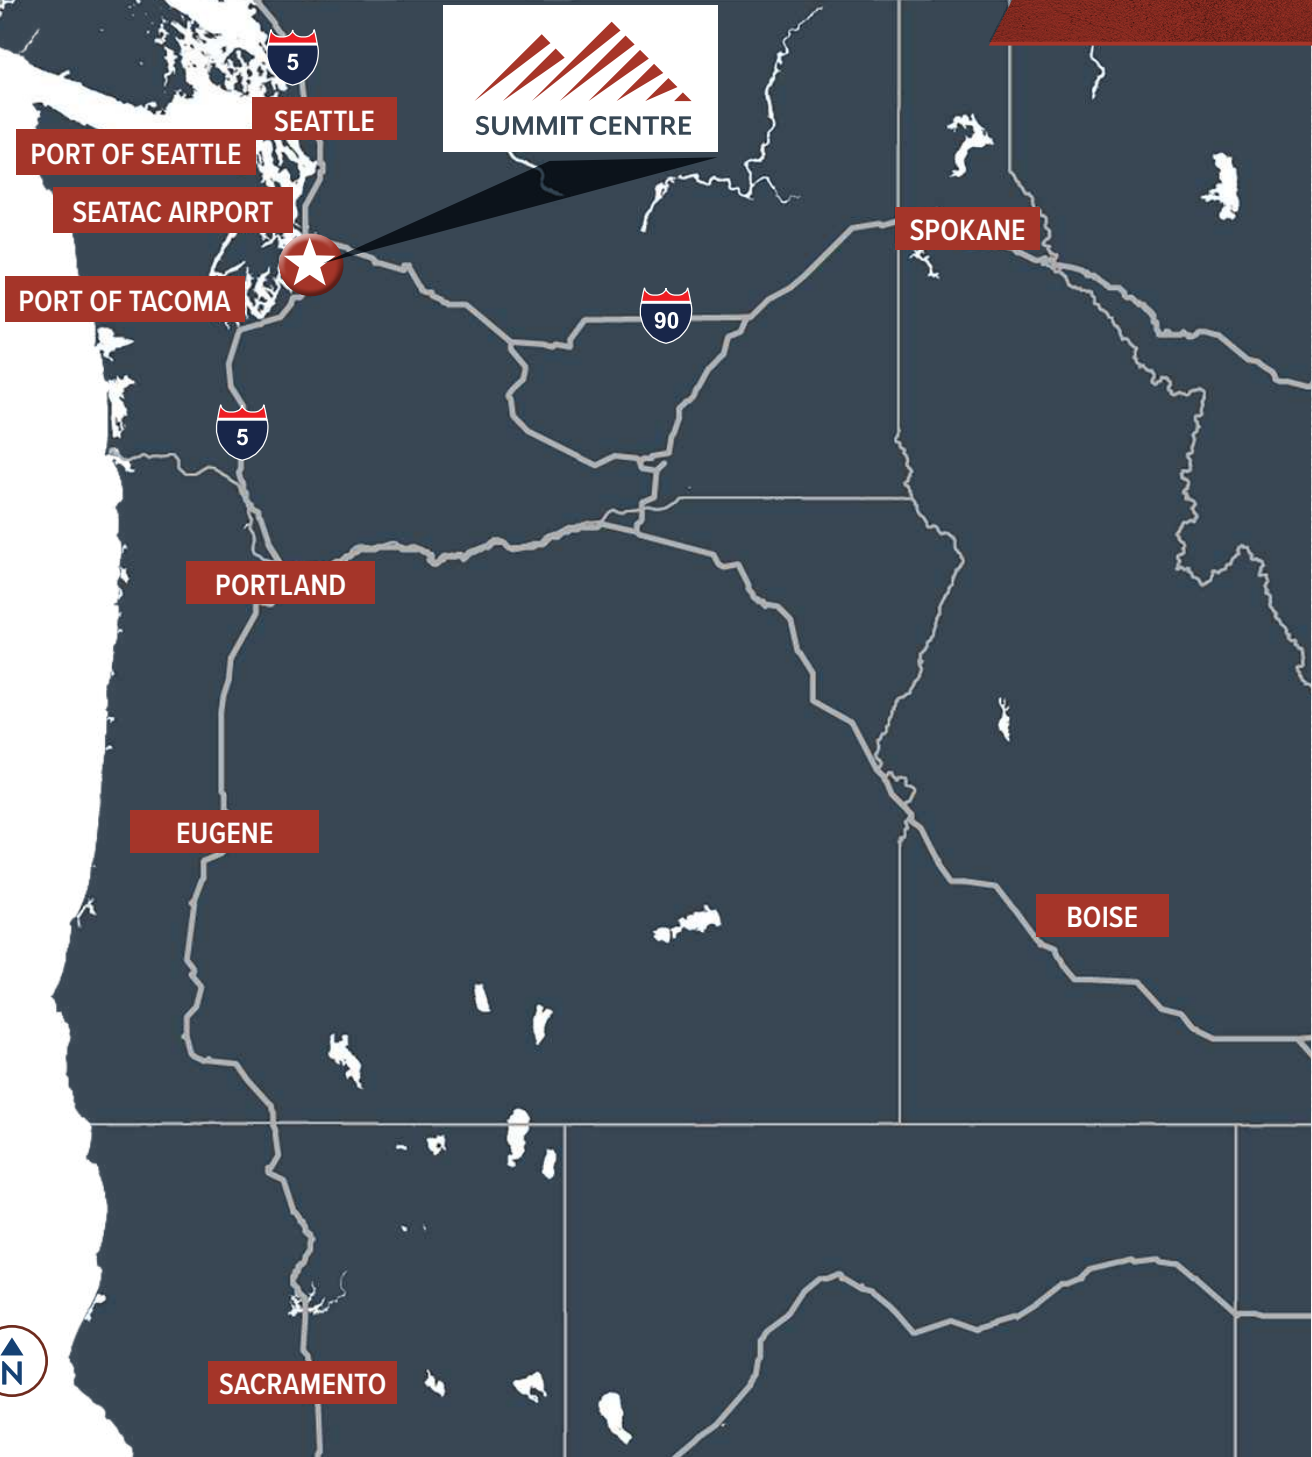 5
SUMMIT CENTRE
SEATTLE
PORT OF SEATTLE
SEATAC AIRPORT
SPOKANE
PORT OF TACOMA
90
5
PORTLAND
EUGENE
BOISE
N
SACRAMENTO